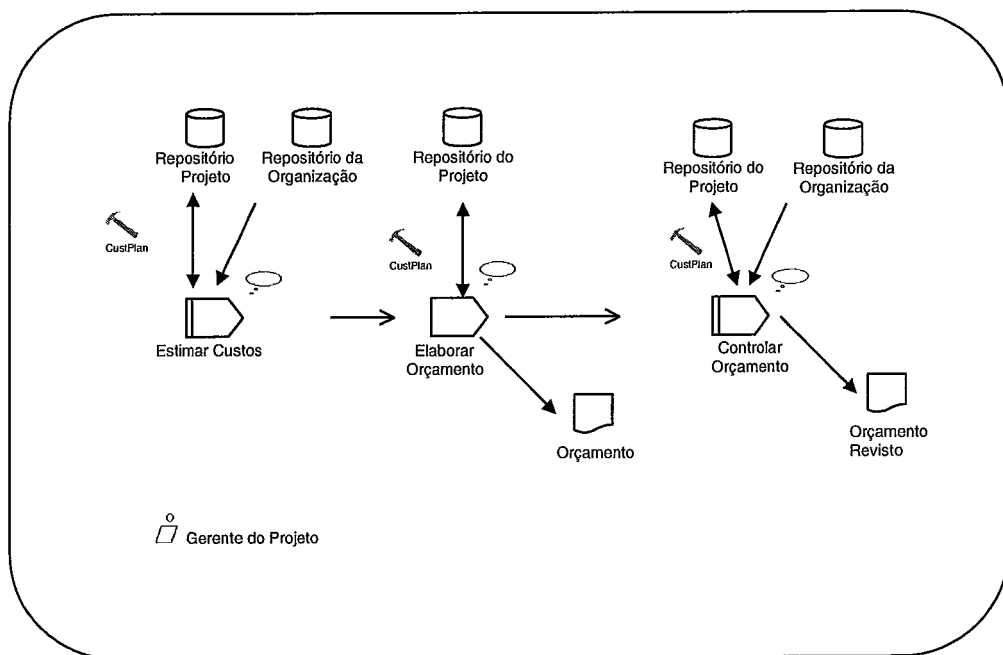 Repositório
Projeto
Repositório da
Organização
Repositório do
Projeto
Repositório do
Projeto
Repositório da
Organização
CustPlan
CustPlan
CustPlan
Estimar Custos
Elaborar
Orçamento
Controlar
Orçamento
Orçamento
Orçamento
Revisto
Gerente do Projeto